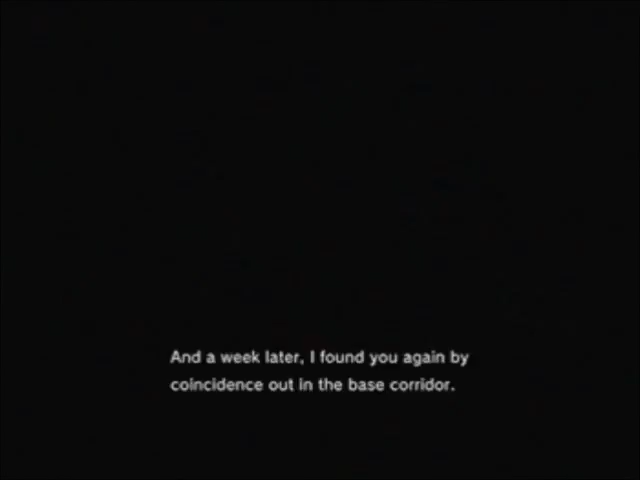 And a week later, I found you again by
coincidence out in the base corridor.